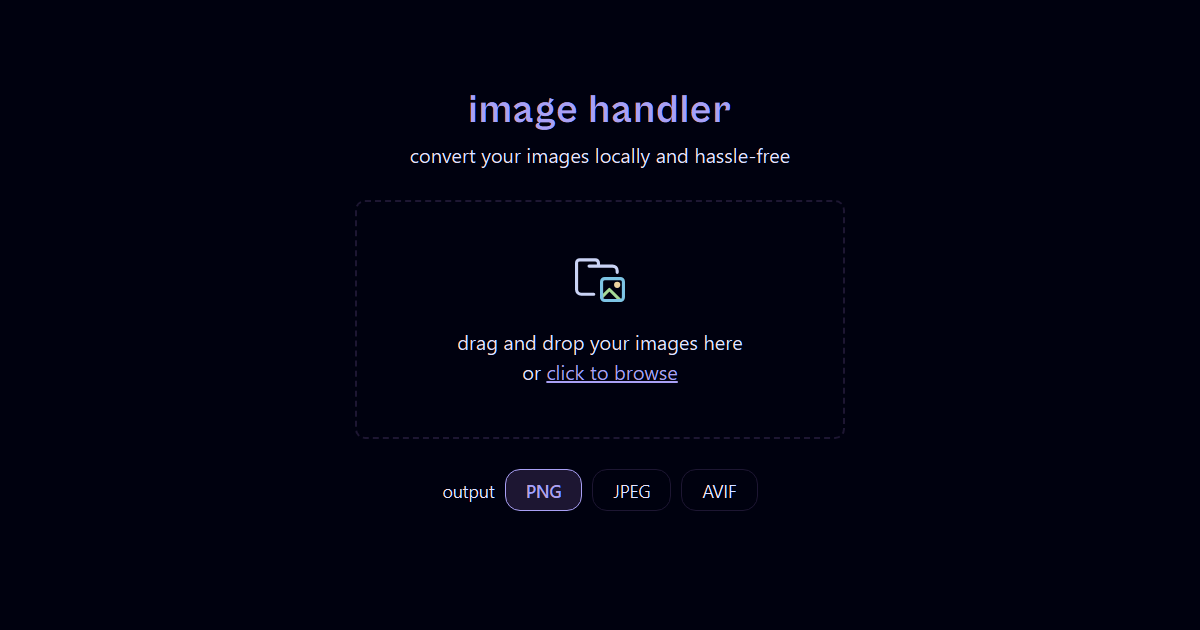 image handler
convert your images locally and hassle-free
drag and drop your images here
or click to browse
output PNG JPEG AVIF